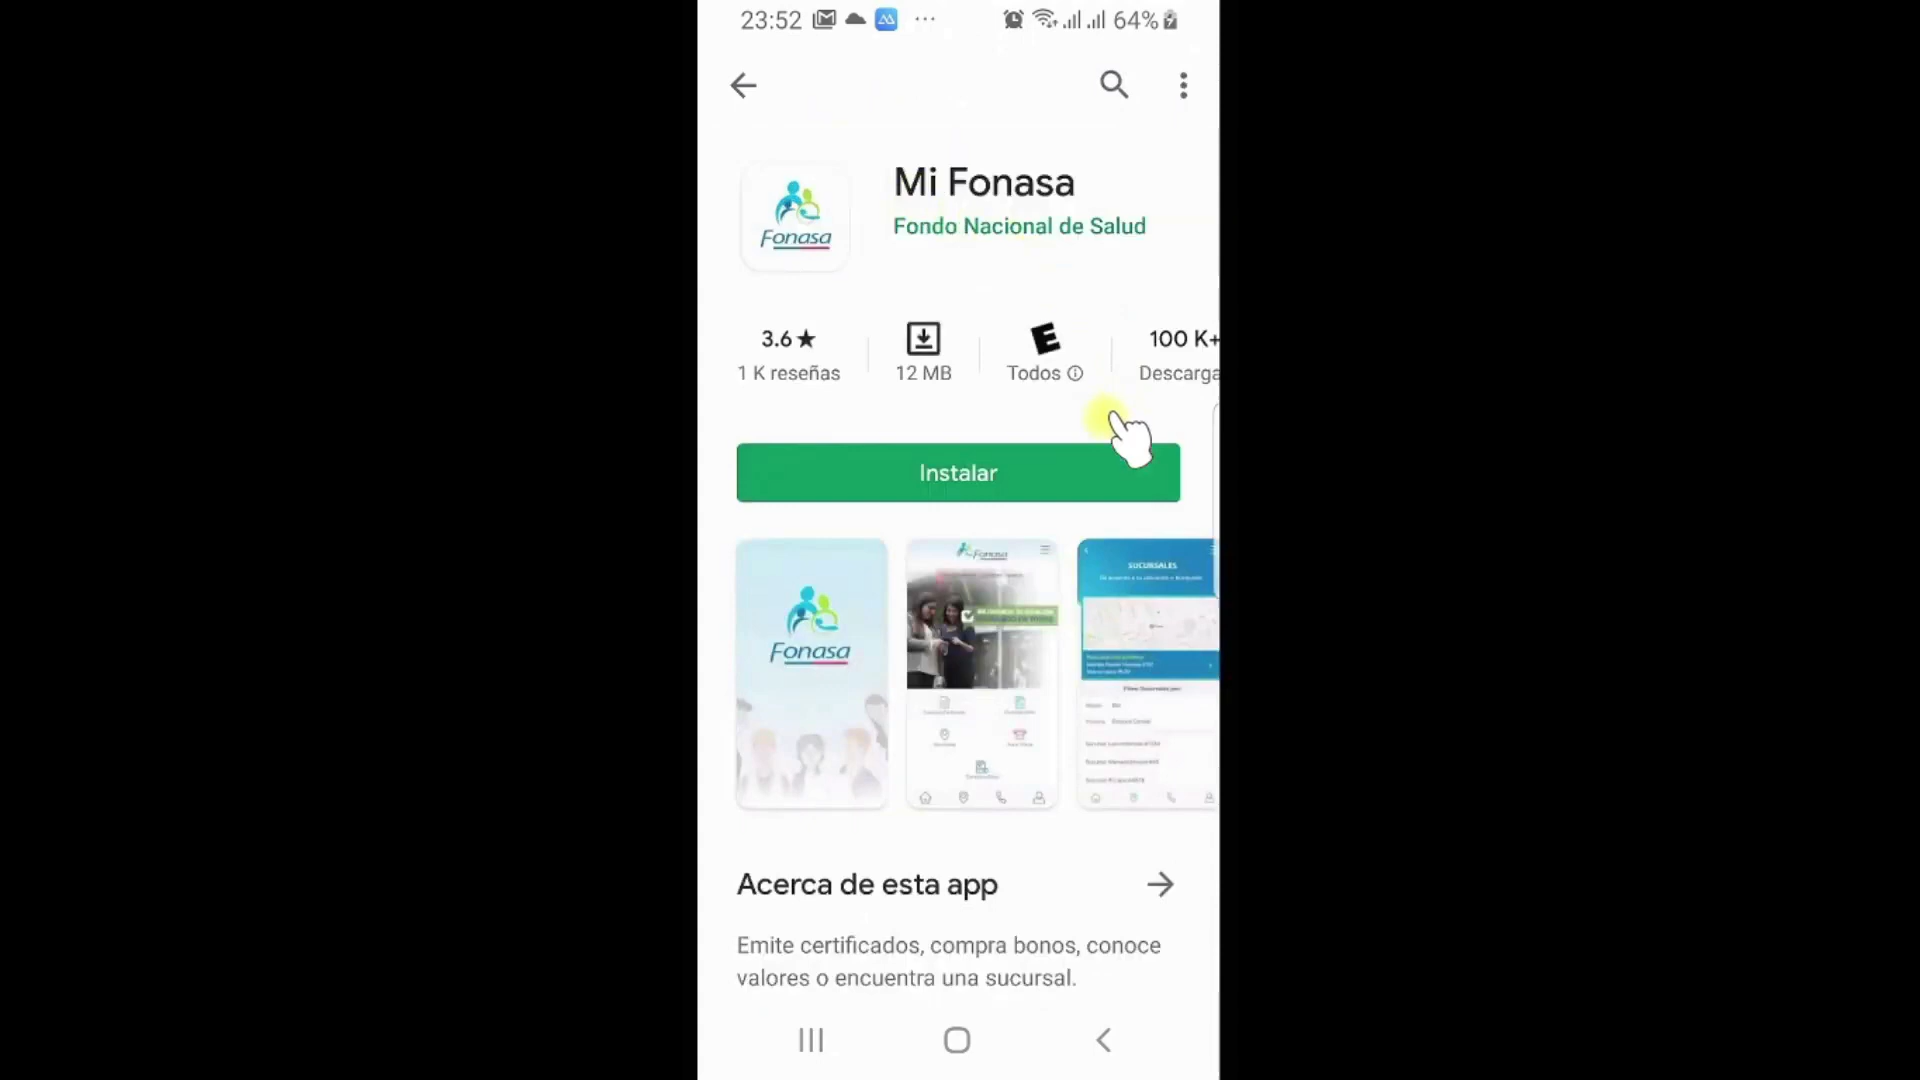 23:52
64%
Mi Fonasa
Fondo Nacional de Salud
Fonasa
3.6★
1 K reseñas
12 MB
E
Todos
100 K+
Descarga
Instalar
Fonasa
Fonasa
SUCURSALES
Acerca de esta app
Emite certificados, compra bonos, conoce
valores o encuentra una sucursal.